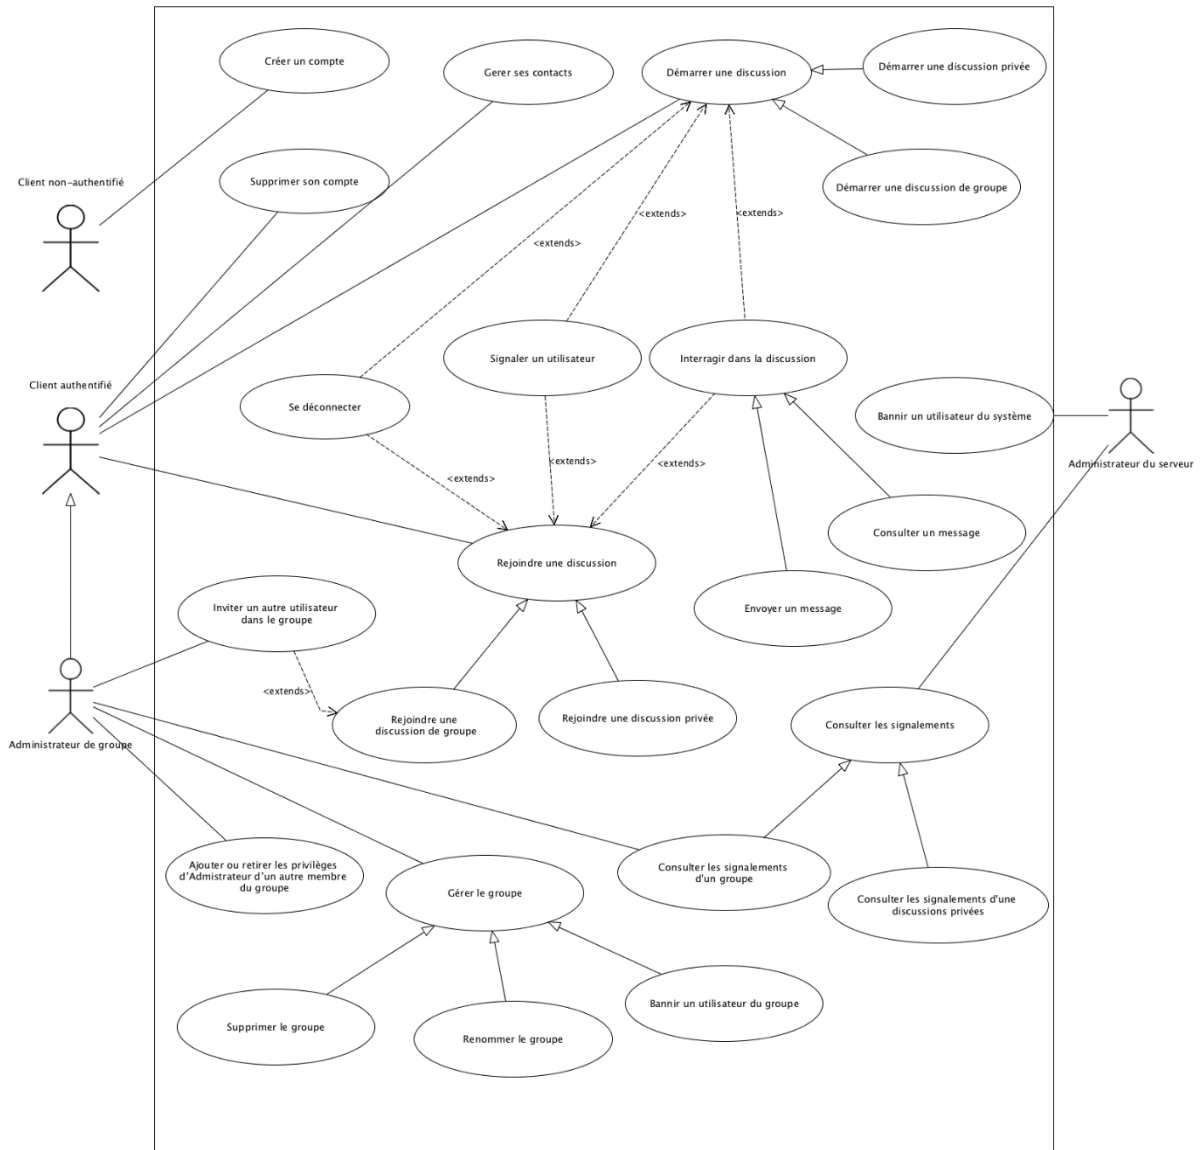 Créer un compte
Gerer ses contacts
Démarrer une discussion
Démarrer une discussion privée
Client non-authentifié
Supprimer son compte
Démarrer une discussion de groupe
<extends>
<extends>
<extends>
Client authentifié
Signaler un utilisateur
Interragir dans la discussion
Se déconnecter
Bannir un utilisateur du système
Administrateur du serveur
<extends>
<extends>
<extends>
Consulter un message
Rejoindre une discussion
Inviter un autre utilisateur
dans le groupe
Envoyer un message
<extends>
Rejoindre une
discussion de groupe
Rejoindre une discussion privée
Consulter les signalements
Administrateur de groupe
Ajouter ou retirer les privilèges
d'Admistrateur d'un autre membre
du groupe
Gérer le groupe
Consulter les signalements
d'un groupe
Consulter les signalements d'une
discussions privées
Supprimer le groupe
Renommer le groupe
Bannir un utilisateur du groupe